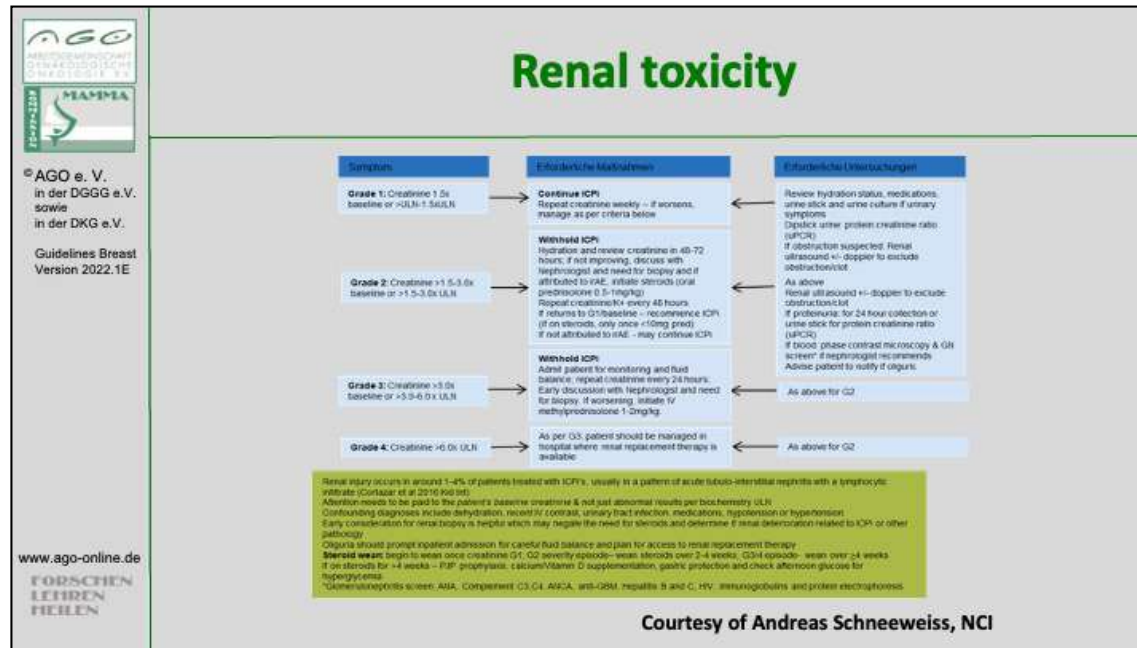 AGO
ARBEITSGEMEINSCHAFT
GYNÄKOLOGISCHE
ONKOLOGIE E.V.
MAMMA
© AGO e. V.
in der DGGG e.V.
sowie
in der DKG e.V.
Guidelines Breast
Version 2022.1E
www.ago-online.de
FORSCHEN
LEHREN
HEILEN
Renal toxicity
Symptom
Grade 1: Creatinine 1.5x
baseline or >ULN-1.5xULN
Grade 2: Creatinine >1.5-3.0x
baseline or >1.5-3.0x ULN
Grade 3: Creatinine >3.0x
baseline or >3.0-6.0 x ULN
Grade 4: Creatinine >6.0x ULN
Erforderliche Maßnahmen
Continue ICPi
Repeat creatinine weekly – if worsens,
manage as per criteria below
Withhold ICPi
Hydration and review creatinine in 48-72
hours; if not improving, discuss with
Nephrologist and need for biopsy and if
attributed to irAE, initiate steroids (oral
prednisolone 0.5-1mg/kg)
Repeat creatinine/K+ every 48 hours
If returns to G1/baseline – recommence ICPi
(if on steroids, only once <10mg pred)
If not attributed to irAE - may continue ICPi
Withhold ICPi
Admit patient for monitoring and fluid
balance; repeat creatinine every 24 hours;
Early discussion with Nephrologist and need
for biopsy. If worsening, initiate IV
methylprednisolone 1-2mg/kg.
As per G3, patient should be managed in
hospital where renal replacement therapy is
available
Erforderliche Untersuchungen
Review hydration status, medications,
urine stick and urine culture if urinary
symptoms
Dipstick urine protein creatinine ratio
(uPCR)
If obstruction suspected: Renal
ultrasound +/- doppler to exclude
obstruction/clot
As above
Renal ultrasound +/- doppler to exclude
obstruction/clot
If proteinuria: for 24 hour collection or
urine stick for protein creatinine ratio
(uPCR)
If blood: phase contrast microscopy & GN
screen* if nephrologist recommends
Advise patient to notify if oliguric
As above for G2
As above for G2
Renal injury occurs in around 1-4% of patients treated with ICPi's, usually in a pattern of acute tubulo-interstitial nephritis with a lymphocytic
infiltrate (Cortazar et al 2016 Kid Int)
Attention needs to be paid to the patient's baseline creatinine & not just abnormal results per biochemistry ULN
Confounding diagnoses include dehydration, recent IV contrast, urinary tract infection, medications, hypotension or hypertension
Early consideration for renal biopsy is helpful which may negate the need for steroids and determine if renal deterioration related to ICPi or other
pathology
Oliguria should prompt inpatient admission for careful fluid balance and plan for access to renal replacement therapy
Steroid wean: begin to wean once creatinine G1; G2 severity episode– wean steroids over 2-4 weeks; G3/4 episode- wean over ≥4 weeks
If on steroids for >4 weeks – PJP prophylaxis, calcium/Vitamin D supplementation, gastric protection and check afternoon glucose for
hyperglycemia
*Glomerulonephritis screen: ANA, Complement C3,C4, ANCA, anti-GBM, Hepatitis B and C, HIV, Immunoglobulins and protein electrophoresis
Courtesy of Andreas Schneeweiss, NCI